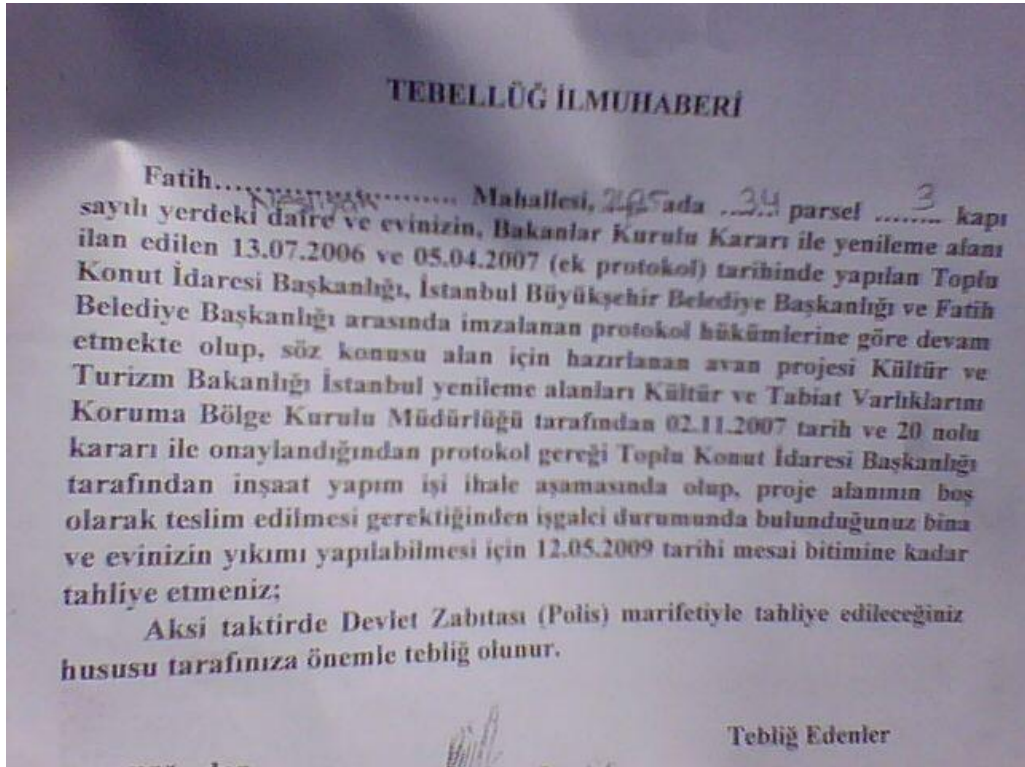 TEBELLÜĞ İLMUHABERİ
Fatih.................... Mahallesi, ada ..34.. parsel ...3... kapı
sayılı yerdeki daire ve evinizin, Bakanlar Kurulu Kararı ile yenileme alanı
ilan edilen 13.07.2006 ve 05.04.2007 (ek protokol) tarihinde yapılan Toplu
Konut İdaresi Başkanlığı, İstanbul Büyükşehir Belediye Başkanlığı ve Fatih
Belediye Başkanlığı arasında imzalanan protokol hükümlerine göre devam
etmekte olup, söz konusu alan için hazırlanan avan projesi Kültür ve
Turizm Bakanlığı İstanbul yenileme alanları Kültür ve Tabiat Varlıklarını
Koruma Bölge Kurulu Müdürlüğü tarafından 02.11.2007 tarih ve 20 nolu
kararı ile onaylandığından protokol gereği Toplu Konut İdaresi Başkanlığı
tarafından inşaat yapım işi ihale aşamasında olup, proje alanının boş
olarak teslim edilmesi gerektiğinden işgalci durumunda bulunduğunuz bina
ve evinizin yıkımı yapılabilmesi için 12.05.2009 tarihi mesai bitimine kadar
tahliye etmeniz;
Aksi taktirde Devlet Zabıtası (Polis) marifetiyle tahliye edileceğiniz
hususu tarafınıza önemle tebliğ olunur.
Tebliğ Edenler